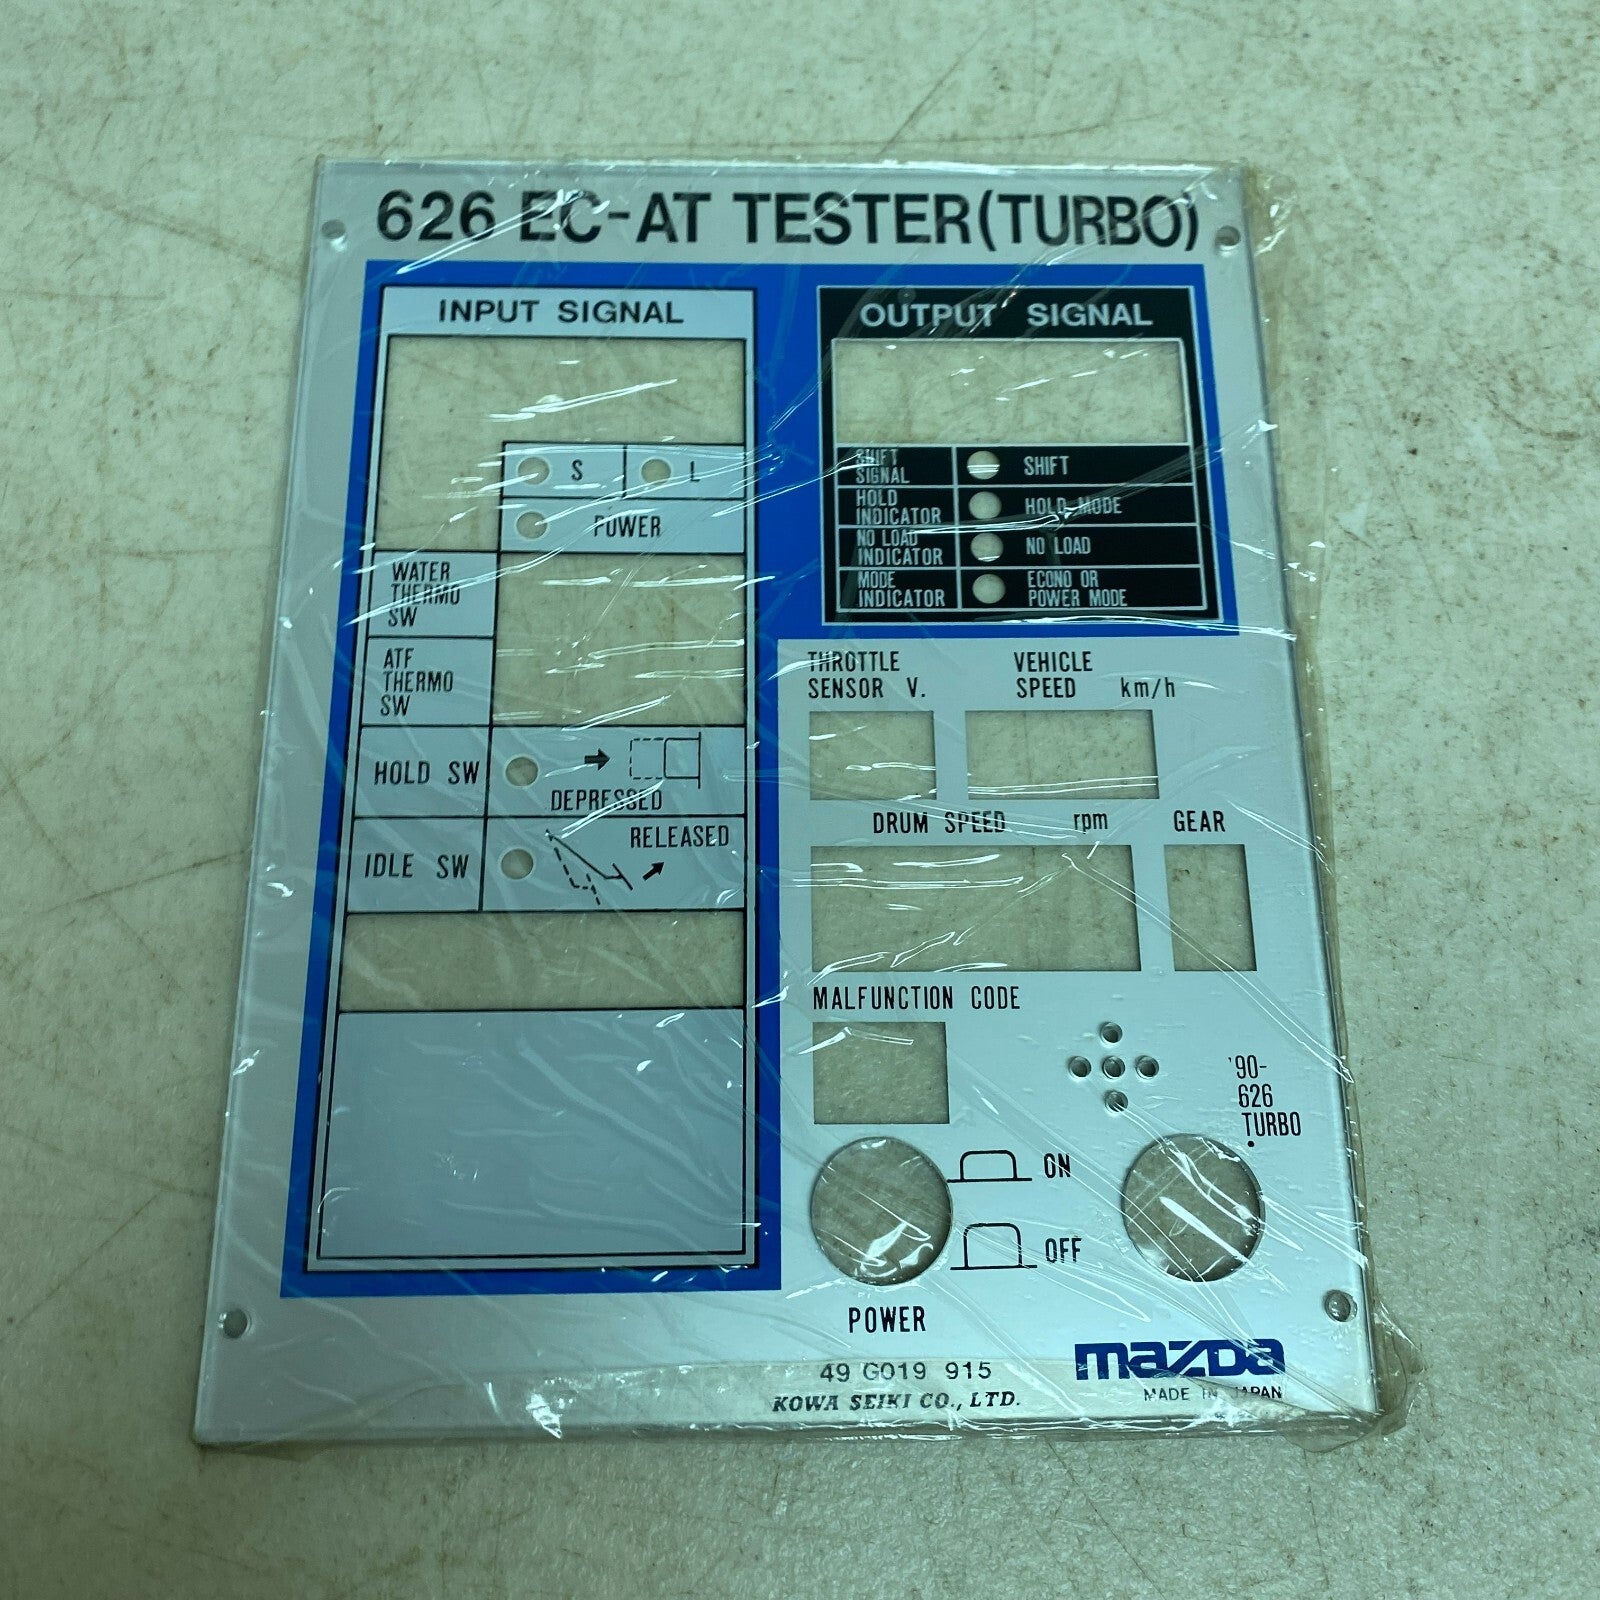 626 EC-AT TESTER(TURBO)
INPUT SIGNAL
S
L
POWER
WATER
THERMO
SW
ATF
THERMO
SW
HOLD SW
DEPRESSED
IDLE SW
RELEASED
OUTPUT SIGNAL
SHIFT
SIGNAL
SHIFT
HOLD
INDICATOR
HOLD MODE
NO LOAD
INDICATOR
NO LOAD
MODE
INDICATOR
ECONO OR
POWER MODE
THROTTLE
SENSOR V.
VEHICLE
SPEED km/h
DRUM SPEED rpm
GEAR
MALFUNCTION CODE
'90-
626
TURBO
ON
OFF
POWER
49 G019 915
KOWA SEIKI CO., LTD.
mazda
MADE IN JAPAN